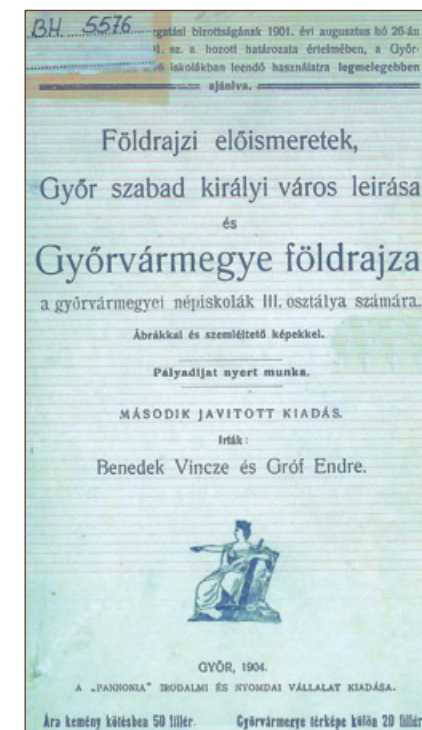 BH. 5576 gatási bizottságának 1901. évi augusztus hó 26-án
sz. a. hozott határozata értelmében, a Győr-
iskolákban leendő használatra legmelegebben
ajánlva.
Földrajzi előismeretek,
Győr szabad királyi város leirása
és
Győrvármegye földrajza
a győrvármegyei népiskolák III. osztálya számára.
Ábrákkal és szemléltető képekkel.
Pályadijat nyert munka.
MÁSODIK JAVITOTT KIADÁS.
Irták:
Benedek Vincze és Gróf Endre.
GYŐR, 1904.
A „PANNONIA" IRODALMI ÉS NYOMDAI VÁLLALAT KIADÁSA.
Ára kemény kötésben 50 fillér. Győrvármegye térképe külön 20 fillér